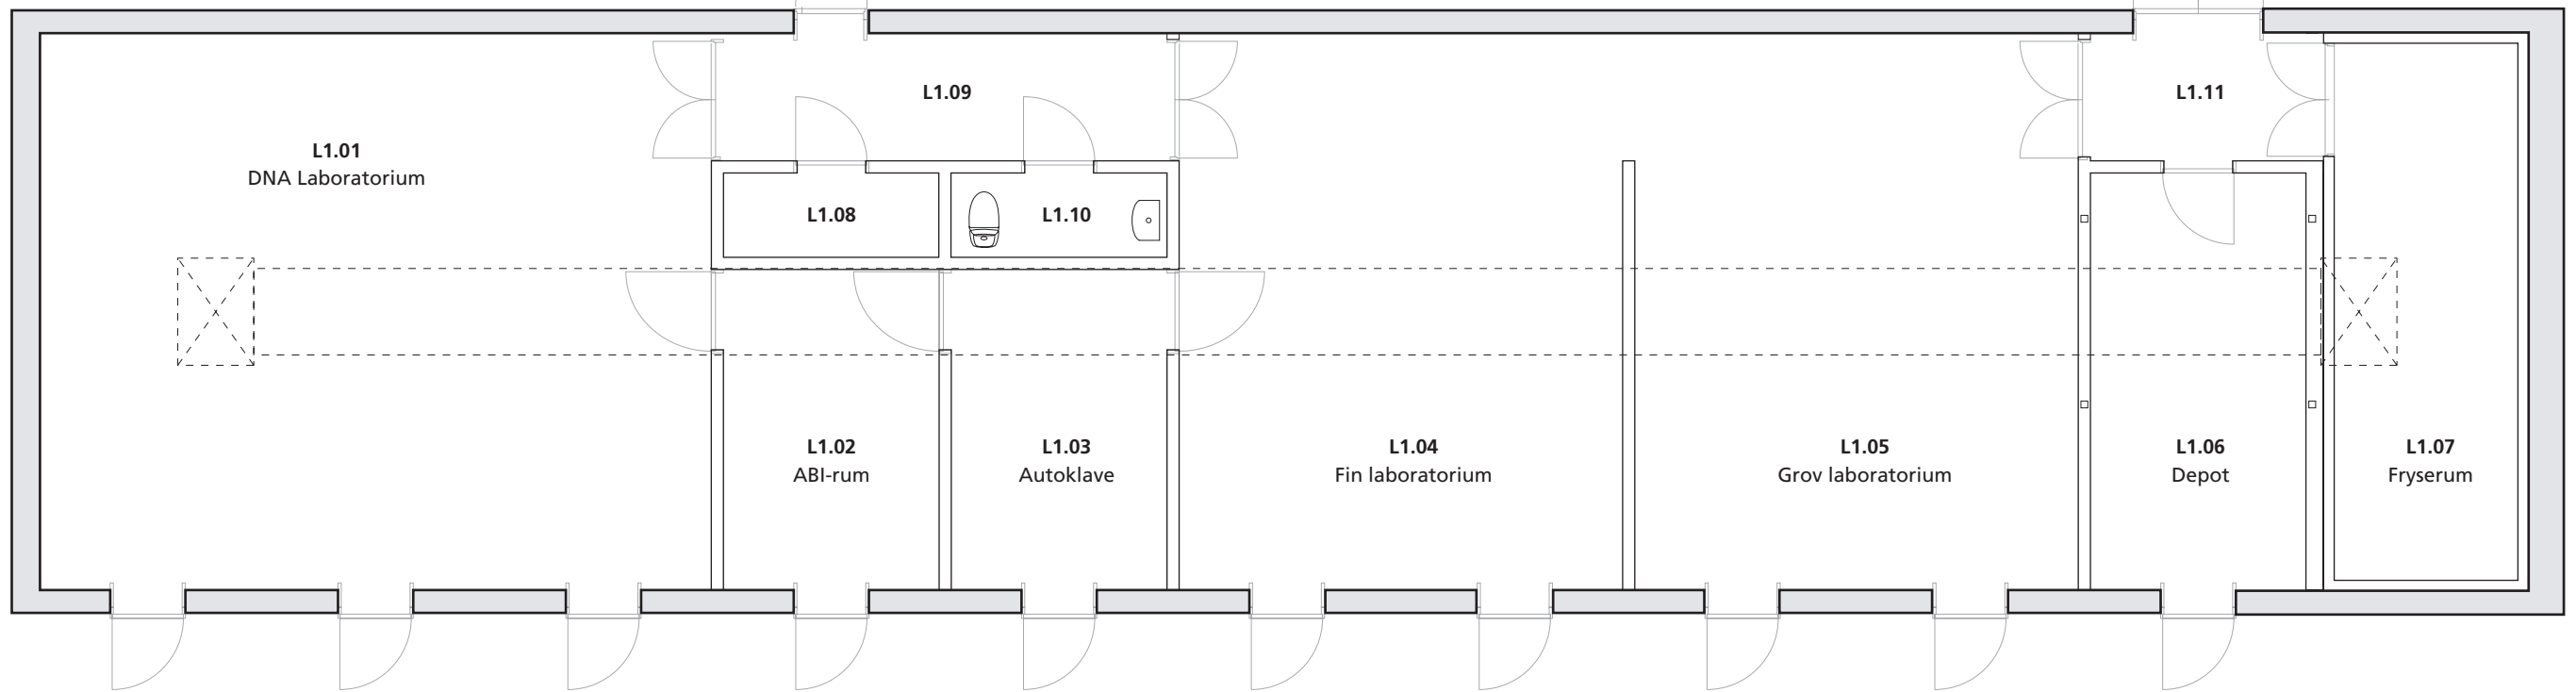 L1.09
L1.11
L1.01
DNA Laboratorium
L1.08
L1.10
L1.02
ABI-rum
L1.03
Autoklave
L1.04
Fin laboratorium
L1.05
Grov laboratorium
L1.06
Depot
L1.07
Fryserum